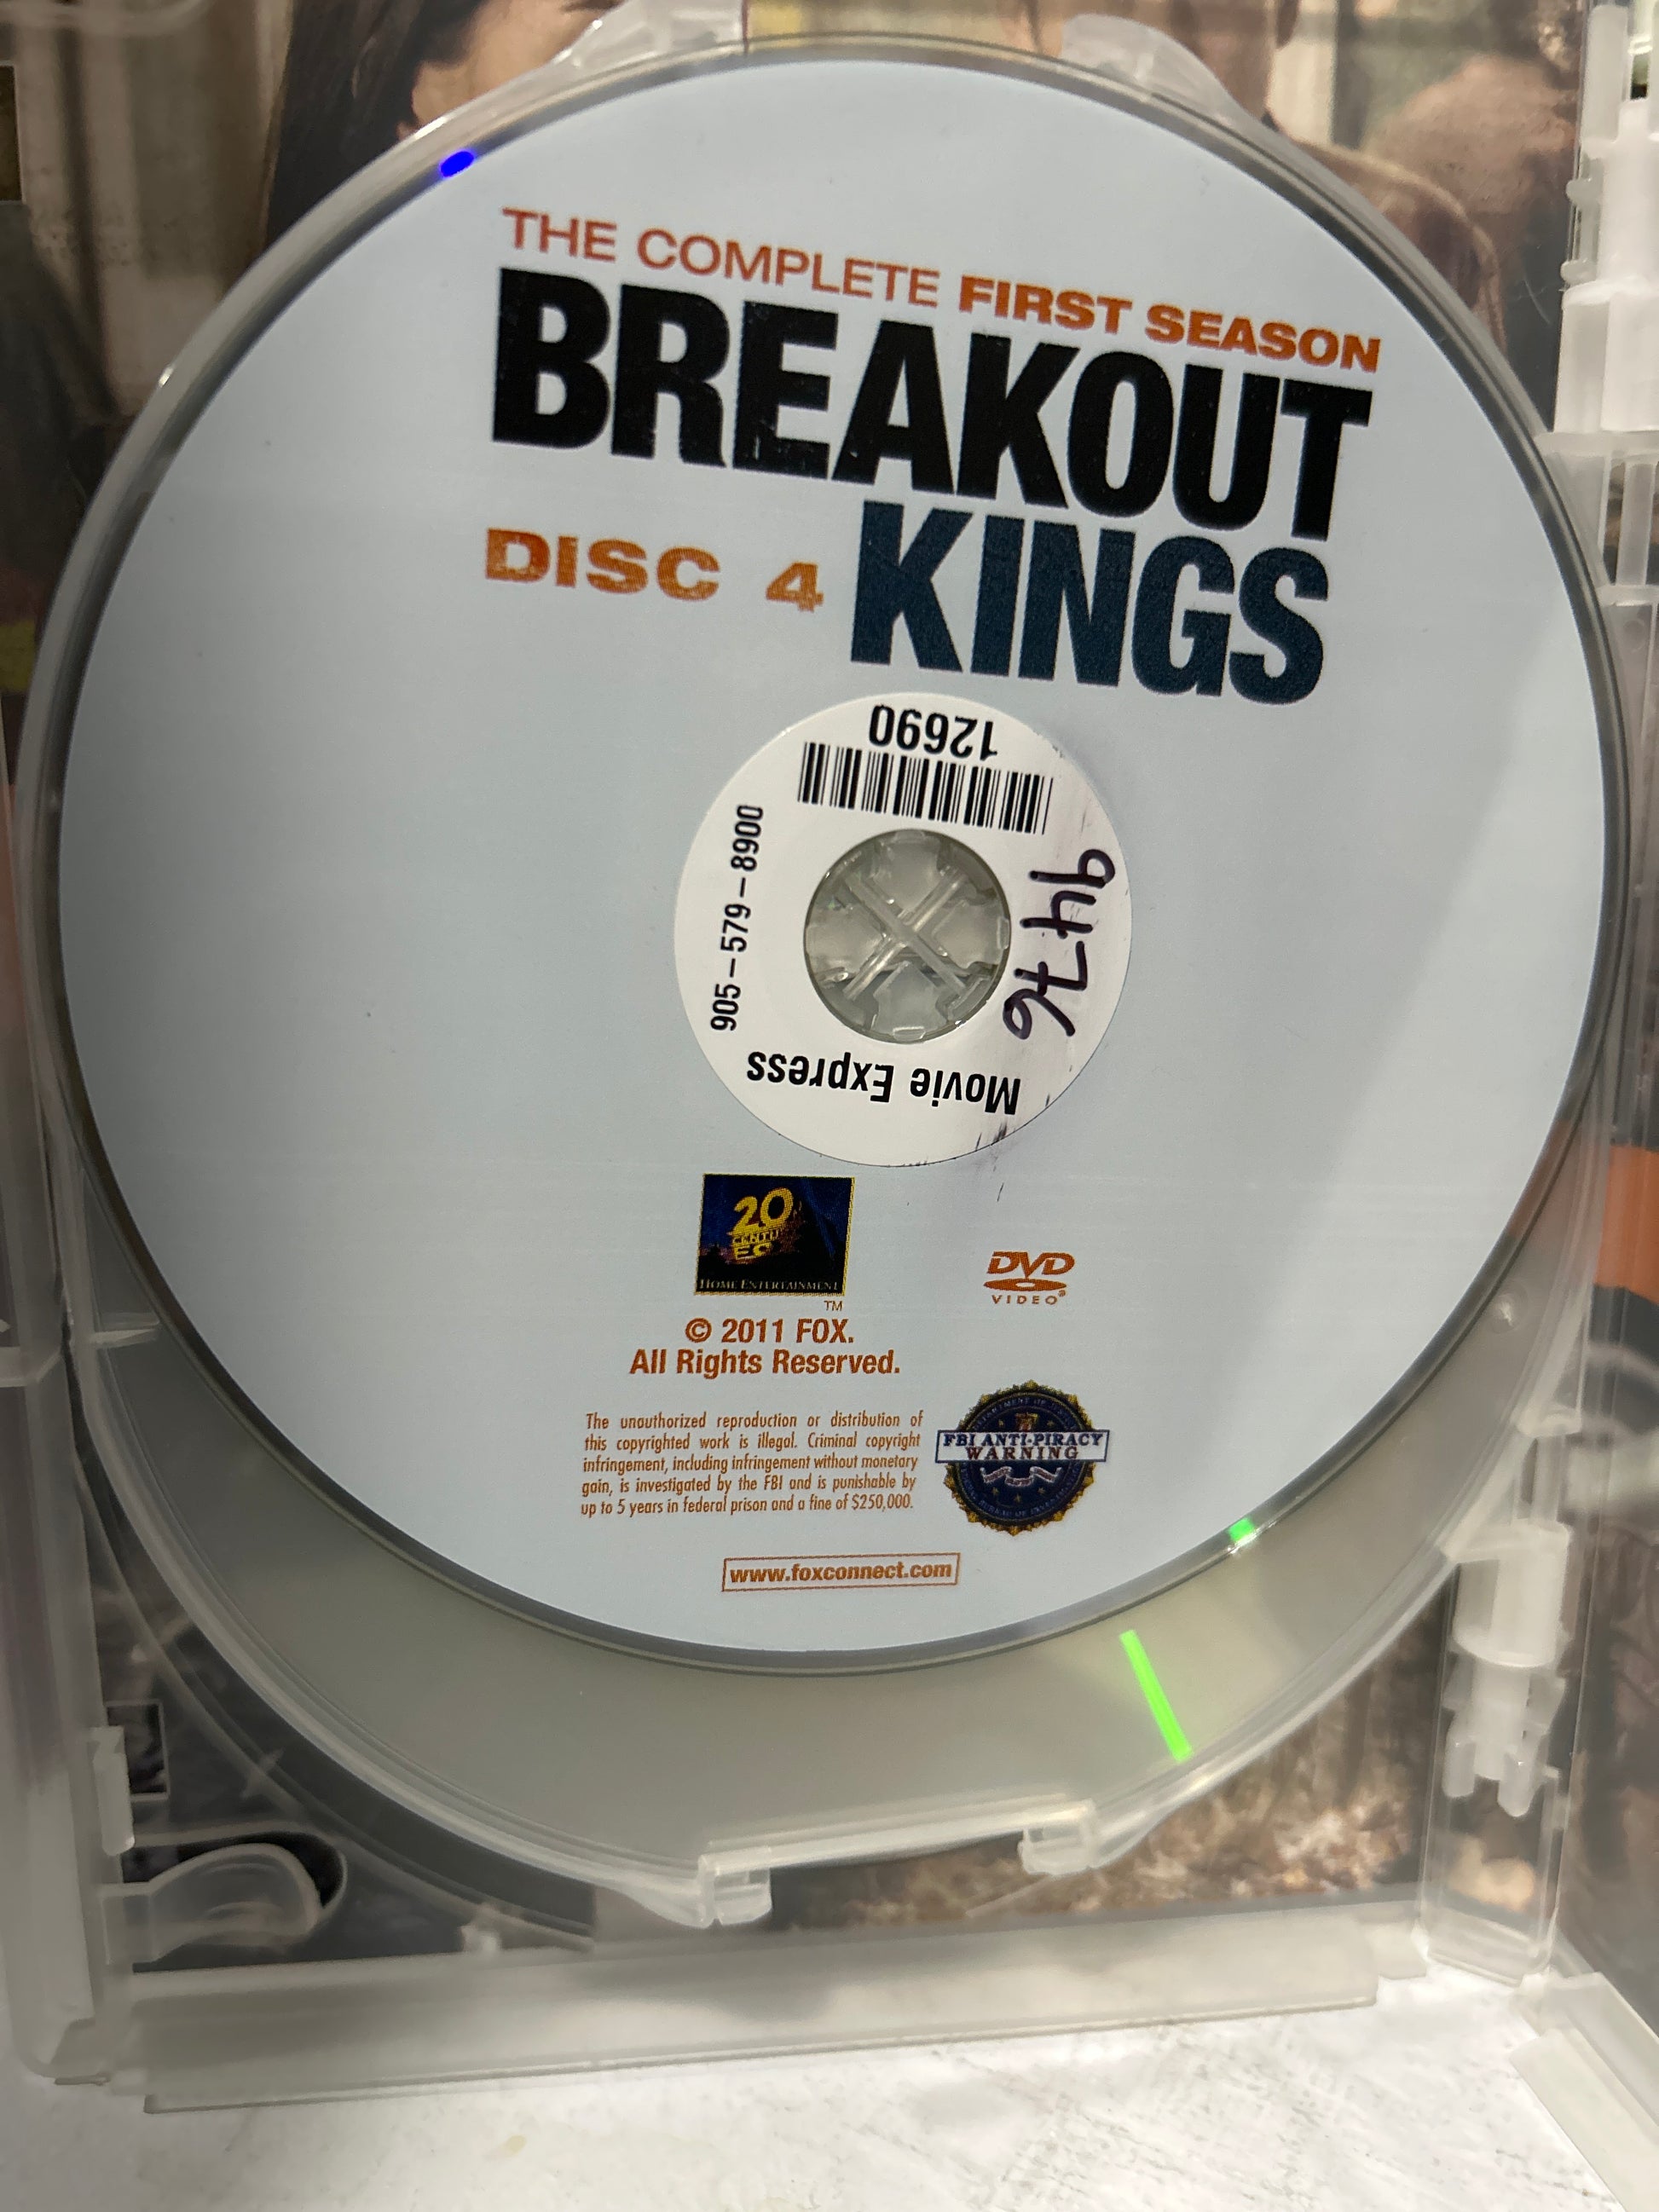 THE COMPLETE FIRST SEASON
BREAKOUT
DISC 4 KINGS
12690
905-579-8900
9476
Movie Express
20
CENTU
HOME ENTERTAINMENT
TM
DVD
VIDEO
© 2011 FOX.
All Rights Reserved.
The unauthorized reproduction or distribution of
this copyrighted work is illegal. Criminal copyright
infringement, including infringement without monetary
gain, is investigated by the FBI and is punishable by
up to 5 years in federal prison and a fine of $250,000.
FBI ANTI-PIRACY
WARNING
www.foxconnect.com